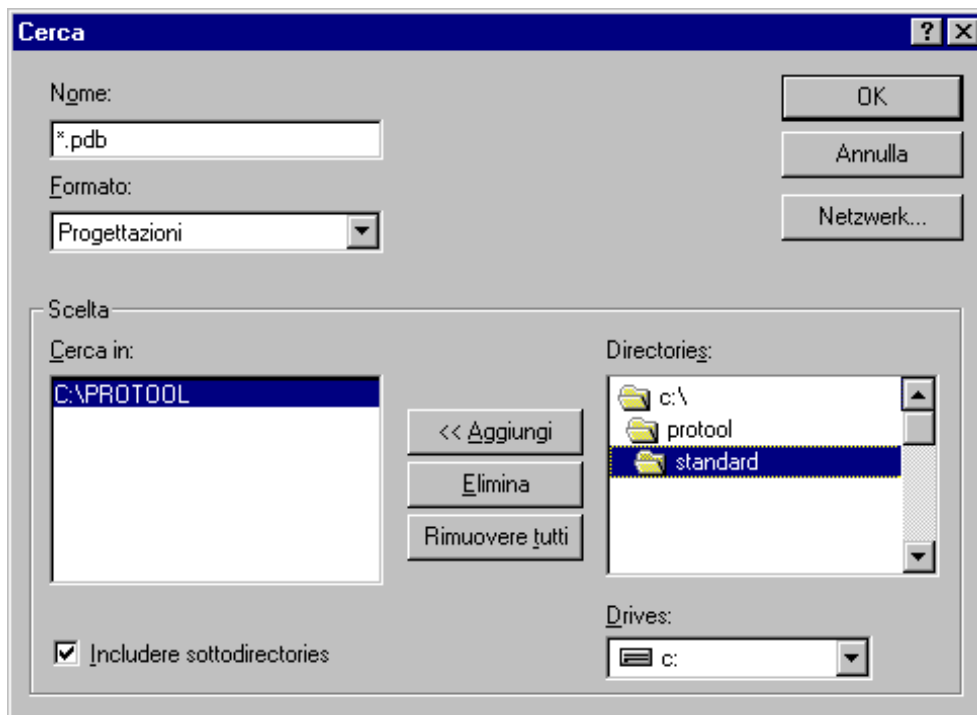 Cerca
Nome:
*.pdb
Formato:
Progettazioni
OK
Annulla
Netzwerk...
Scelta
Cerca in:
C:\PROTOOL
<< Aggiungi
Elimina
Rimuovere tutti
Directories:
c:\
protool
standard
Includere sottodirectories
Drives:
c: